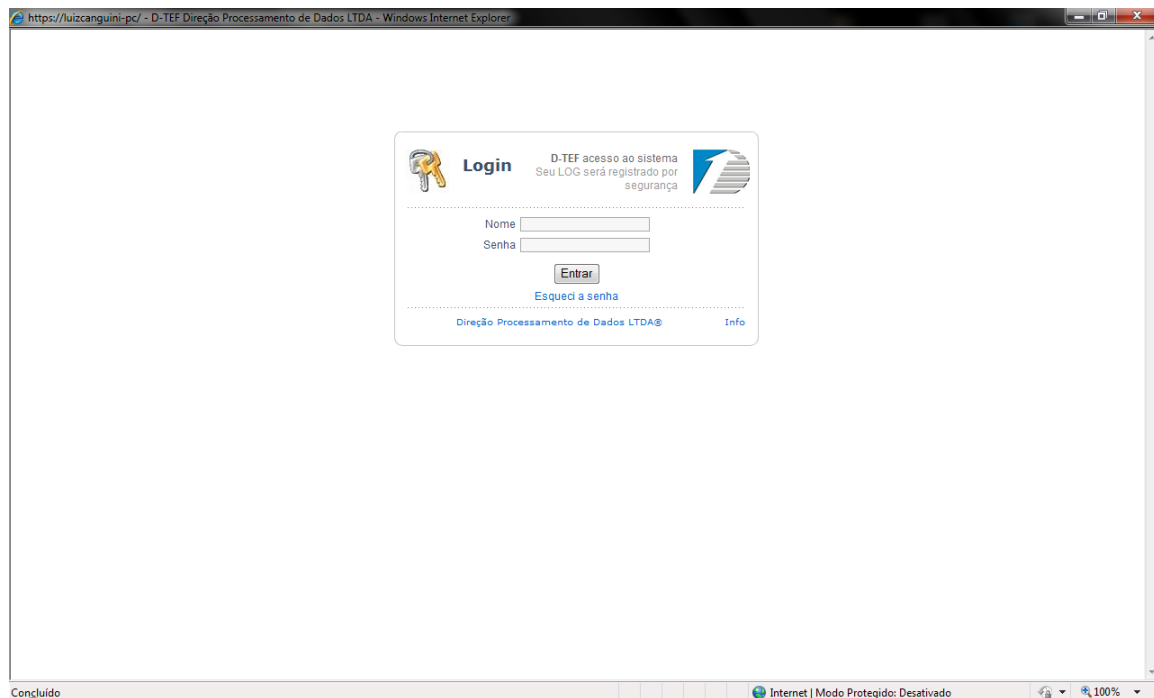 https://luizcanguini-pc/ - D-TEF Direção Processamento de Dados LTDA - Windows Internet Explorer
Login
D-TEF acesso ao sistema
Seu LOG será registrado por
segurança
Nome
Senha
Entrar
Esqueci a senha
Direção Processamento de Dados LTDA® Info
Concluído Internet | Modo Protegido: Desativado 100%